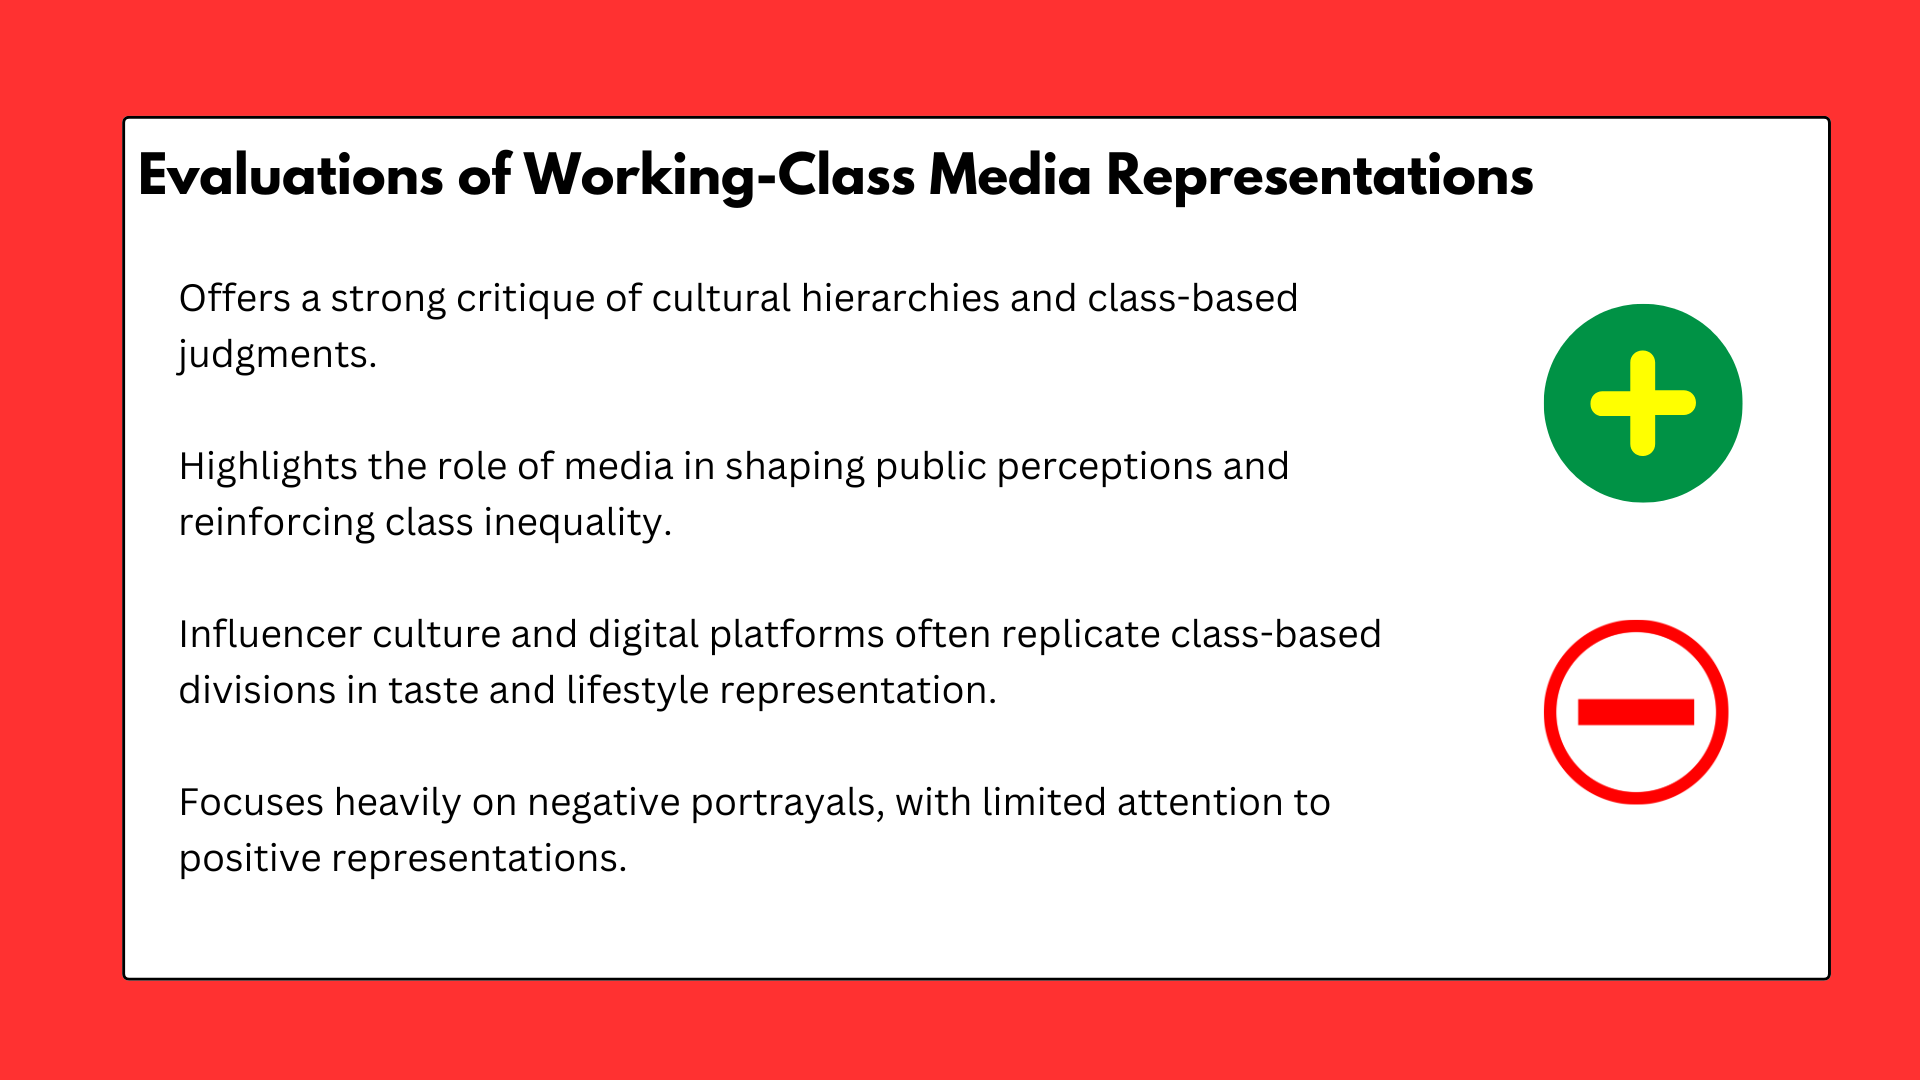 Evaluations of Working-Class Media Representations
Offers a strong critique of cultural hierarchies and class-based
judgments.
Highlights the role of media in shaping public perceptions and
reinforcing class inequality.
Influencer culture and digital platforms often replicate class-based
divisions in taste and lifestyle representation.
Focuses heavily on negative portrayals, with limited attention to
positive representations.